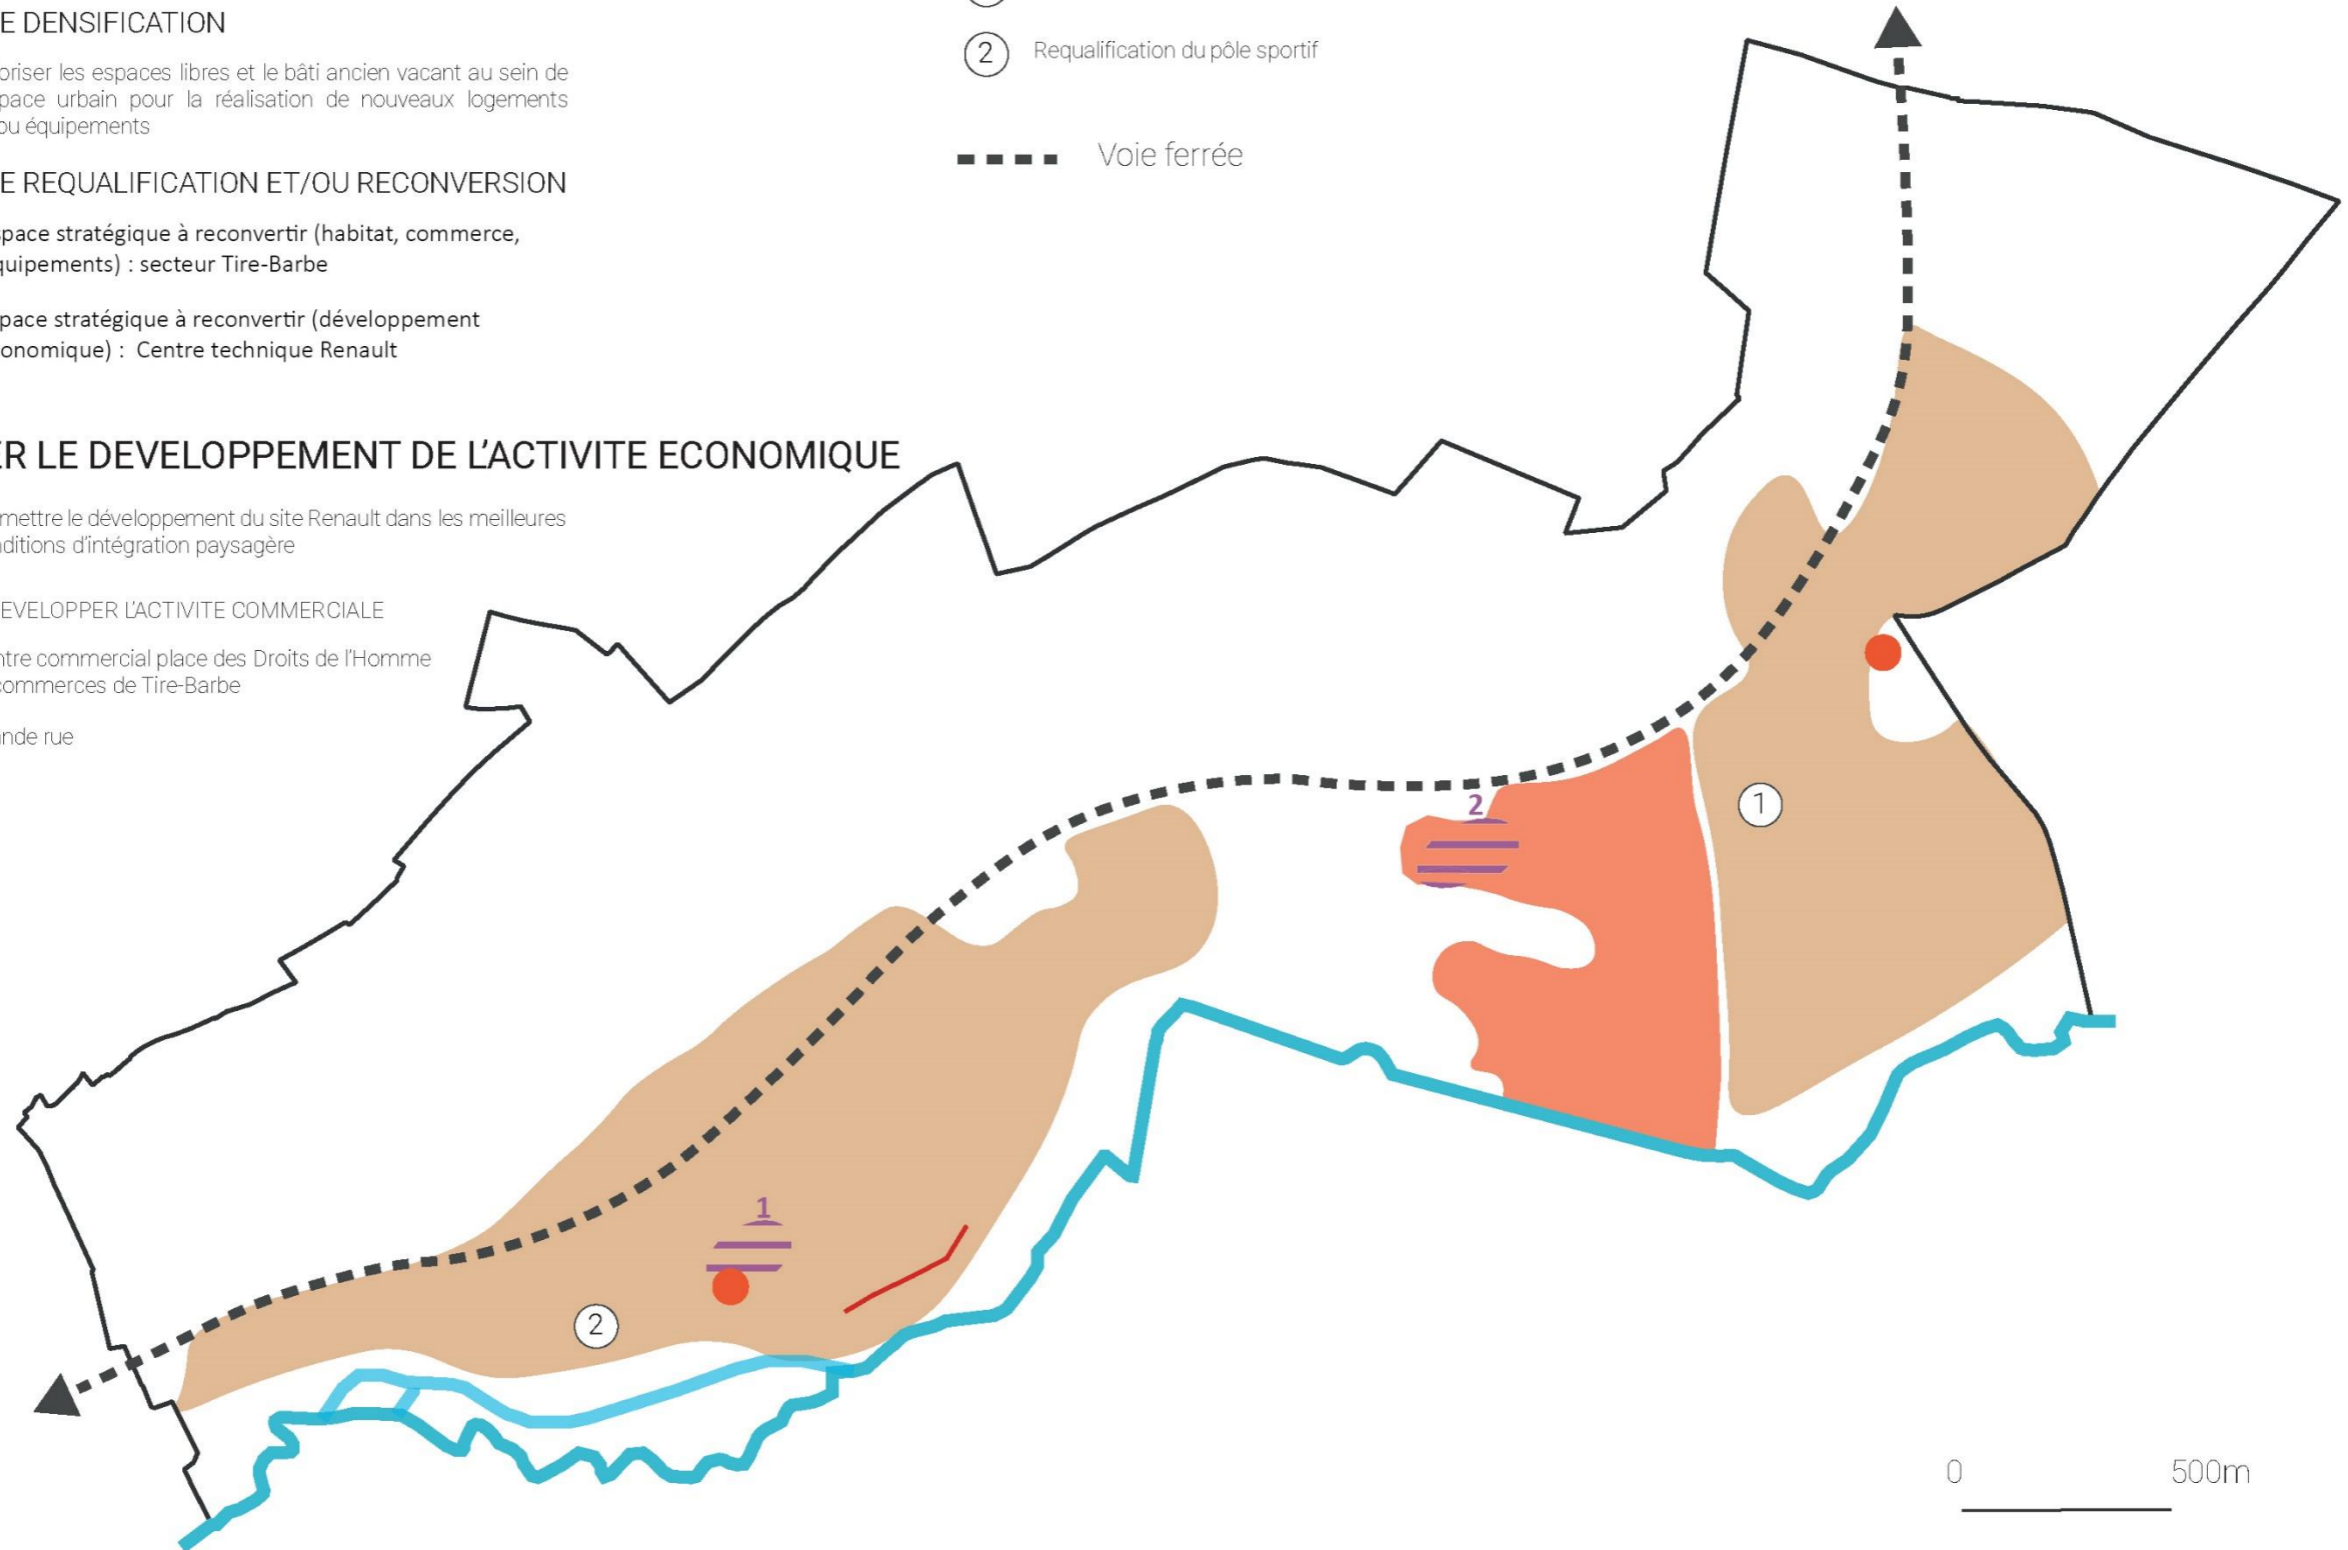 E DENSIFICATION
oriser les espaces libres et le bâti ancien vacant au sein de
pace urbain pour la réalisation de nouveaux logements
ou équipements
E REQUALIFICATION ET/OU RECONVERSION
space stratégique à reconvertir (habitat, commerce,
quipements) : secteur Tire-Barbe
pace stratégique à reconvertir (développement
onomique) : Centre technique Renault
ER LE DEVELOPPEMENT DE L'ACTIVITE ECONOMIQUE
mettre le développement du site Renault dans les meilleures
ditions d'intégration paysagère
EVELOPPER L'ACTIVITE COMMERCIALE
ntre commercial place des Droits de l'Homme
commerces de Tire-Barbe
nde rue
2 Requalification du pôle sportif
Voie ferrée
2
1
1
2
0 500m